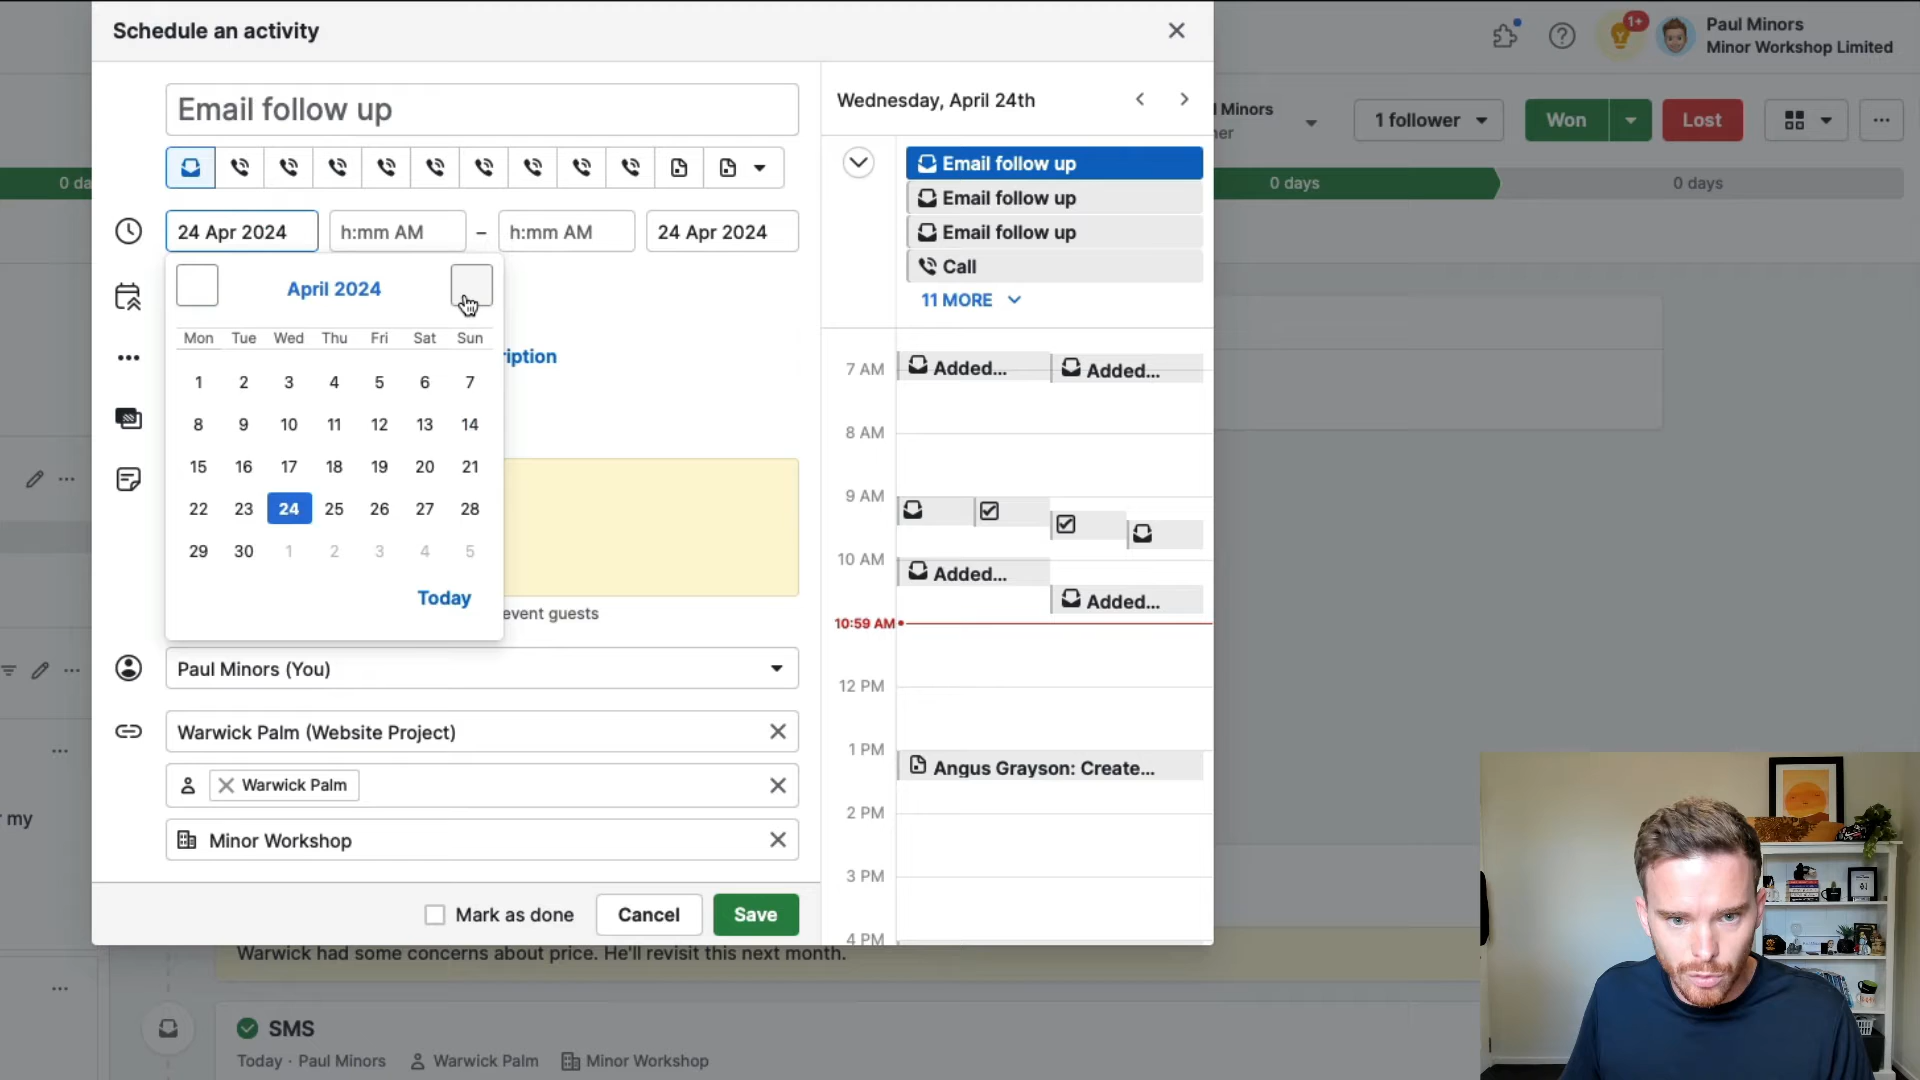 Schedule an activity
1+
Paul Minors
Minor Workshop Limited
Email follow up
Wednesday, April 24th
Minors
1 follower
Won
Lost
Email follow up
Email follow up
Email follow up
Call
11 MORE
0 days
0 days
24 Apr 2024
h:mm AM
–
h:mm AM
24 Apr 2024
April 2024
Mon Tue Wed Thu Fri Sat Sun
1 2 3 4 5 6 7
8 9 10 11 12 13 14
15 16 17 18 19 20 21
22 23 24 25 26 27 28
29 30 1 2 3 4 5
Today
event guests
7 AM
Added...
Added...
8 AM
9 AM
10 AM
Added...
Added...
10:59 AM
12 PM
1 PM
Angus Grayson: Create...
2 PM
3 PM
4 PM
Paul Minors (You)
Warwick Palm (Website Project)
Warwick Palm
Minor Workshop
my
Mark as done
Cancel
Save
Warwick had some concerns about price. He'll revisit this next month.
SMS
Today · Paul Minors
Warwick Palm
Minor Workshop